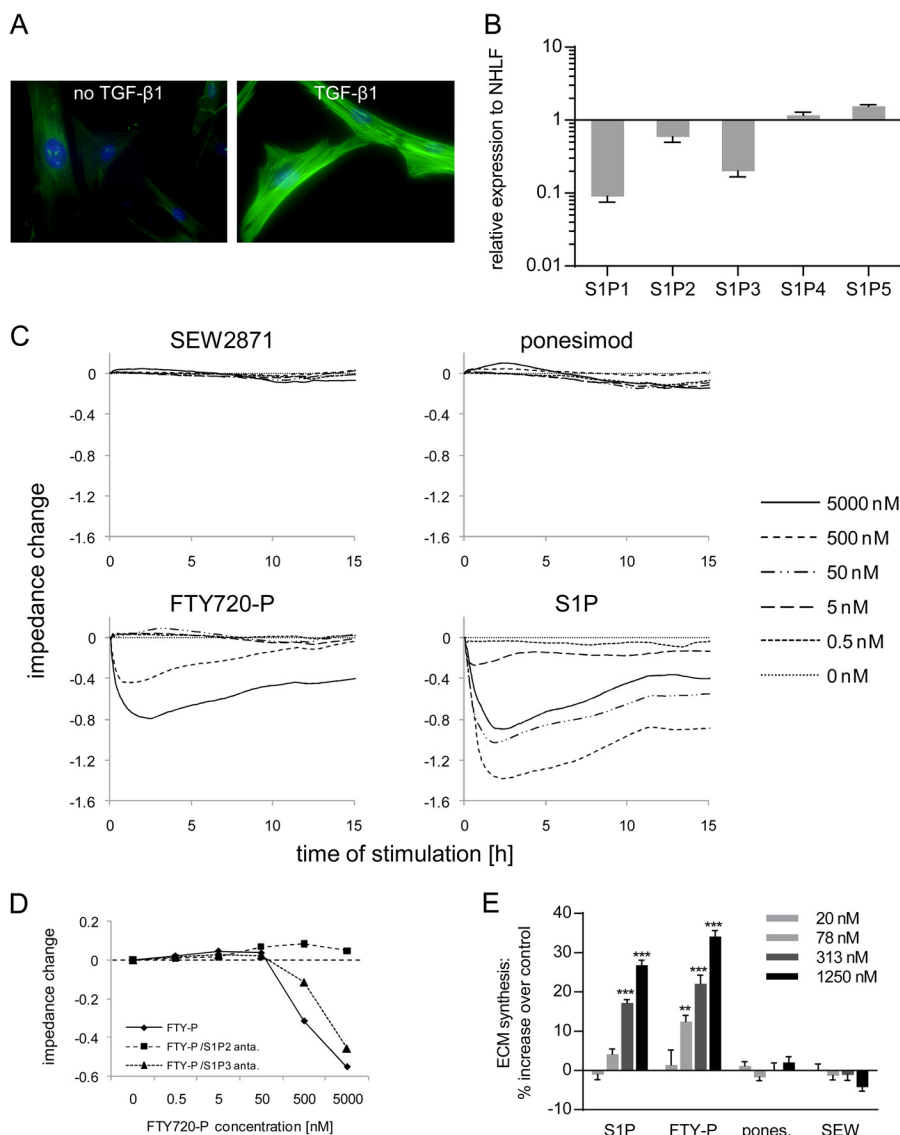 A
no TGF-β1
TGF-β1
B
relative expression to NHLF
10
1
0.1
0.01
S1P1 S1P2 S1P3 S1P4 S1P5
C
impedance change
SEW2871
0
-0.4
-0.8
-1.2
-1.6
0 5 10 15
ponesimod
0
-0.4
-0.8
-1.2
-1.6
0 5 10 15
FTY720-P
0
-0.4
-0.8
-1.2
-1.6
0 5 10 15
S1P
0
-0.4
-0.8
-1.2
-1.6
0 5 10 15
time of stimulation [h]
5000 nM
500 nM
50 nM
5 nM
0.5 nM
0 nM
D
impedance change
0.2
0
-0.2
-0.4
-0.6
FTY-P
FTY-P /S1P2 anta.
FTY-P /S1P3 anta.
0 0.5 5 50 500 5000
FTY720-P concentration [nM]
E
ECM synthesis:
% increase over control
40
30
20
10
0
-10
*** ***
** *** ***
20 nM
78 nM
313 nM
1250 nM
S1P FTY-P pones. SEW